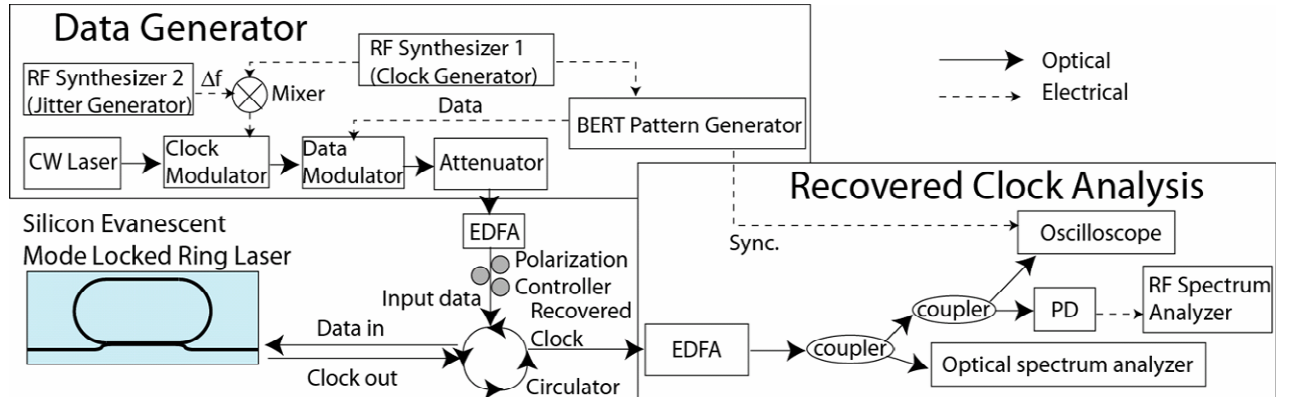 Data Generator
RF Synthesizer 1
(Clock Generator)
RF Synthesizer 2
(Jitter Generator)
Δf
Mixer
Data
BERT Pattern Generator
CW Laser
Clock
Modulator
Data
Modulator
Attenuator
Optical
Electrical
Recovered Clock Analysis
Silicon Evanescent
Mode Locked Ring Laser
EDFA
Polarization
Controller
Input data
Recovered
Clock
Data in
Clock out
Circulator
Sync.
Oscilloscope
EDFA
coupler
coupler
PD
RF Spectrum
Analyzer
Optical spectrum analyzer